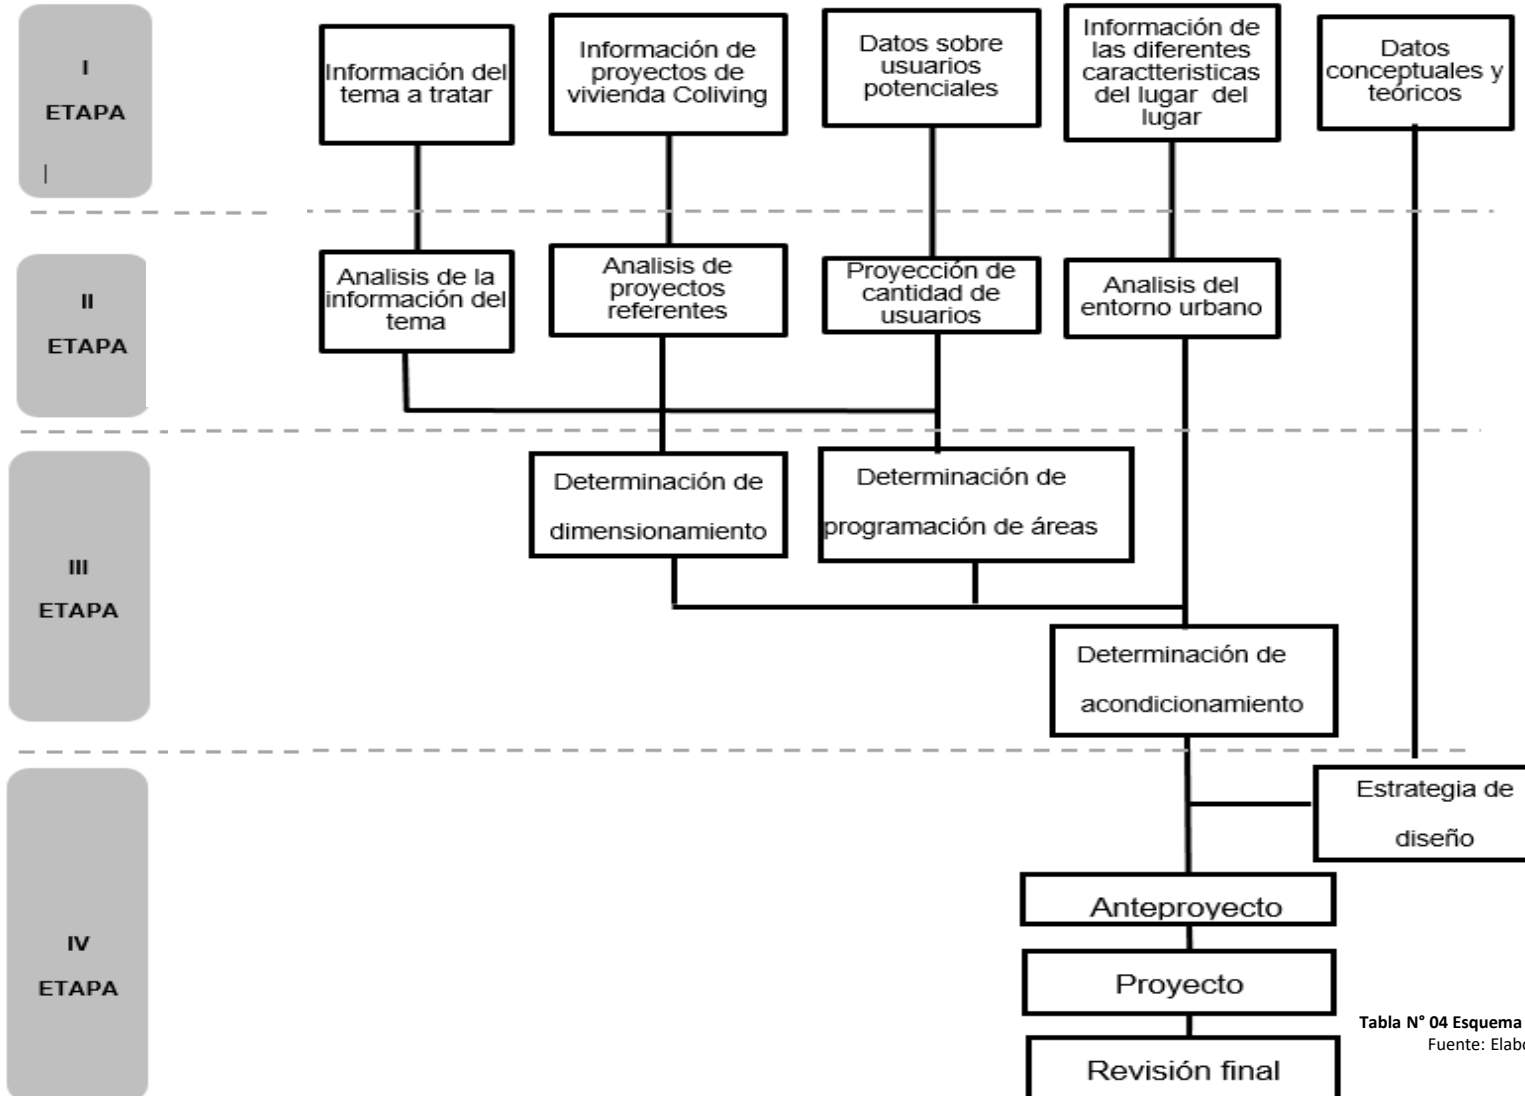 I
ETAPA
Información del
tema a tratar
Información de
proyectos de
vivienda Coliving
Datos sobre
usuarios
potenciales
Información de
las diferentes
caractteristicas
del lugar  del
lugar
Datos
conceptuales y
teóricos
II
ETAPA
Analisis de la
información del
tema
Analisis de
proyectos
referentes
Proyección de
cantidad de
usuarios
Analisis del
entorno urbano
III
ETAPA
Determinación de
dimensionamiento
Determinación de
programación de áreas
Determinación de
acondicionamiento
IV
ETAPA
Estrategia de
diseño
Anteproyecto
Proyecto
Revisión final
Tabla N° 04 Esquema
Fuente: Elabo